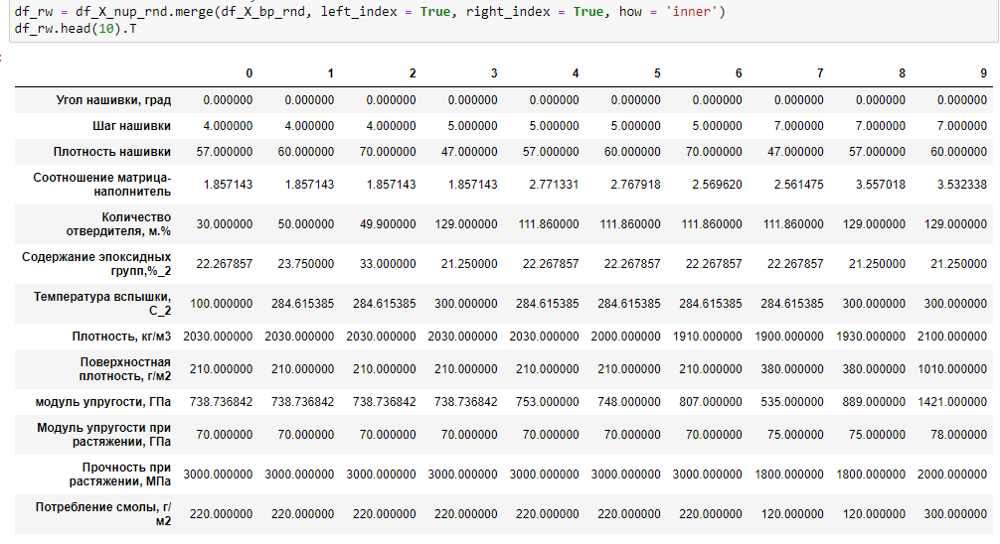 df_rw = df_X_nup_rnd.merge(df_X_bp_rnd, left_index = True, right_index = True, how = 'inner')
df_rw.head(10).T
0 1 2 3 4 5 6 7 8 9
Угол нашивки, град 0.000000 0.000000 0.000000 0.000000 0.000000 0.000000 0.000000 0.000000 0.000000 0.000000
Шаг нашивки 4.000000 4.000000 4.000000 5.000000 5.000000 5.000000 5.000000 7.000000 7.000000 7.000000
Плотность нашивки 57.000000 60.000000 70.000000 47.000000 57.000000 60.000000 70.000000 47.000000 57.000000 60.000000
Соотношение матрица-
наполнитель 1.857143 1.857143 1.857143 1.857143 2.771331 2.767918 2.569620 2.561475 3.557018 3.532338
Количество
отвердителя, м.% 30.000000 50.000000 49.900000 129.000000 111.860000 111.860000 111.860000 111.860000 129.000000 129.000000
Содержание эпоксидных
групп,%_2 22.267857 23.750000 33.000000 21.250000 22.267857 22.267857 22.267857 22.267857 21.250000 21.250000
Температура вспышки,
С_2 100.000000 284.615385 284.615385 300.000000 284.615385 284.615385 284.615385 284.615385 300.000000 300.000000
Плотность, кг/м3 2030.000000 2030.000000 2030.000000 2030.000000 2030.000000 2000.000000 1910.000000 1900.000000 1930.000000 2100.000000
Поверхностная
плотность, г/м2 210.000000 210.000000 210.000000 210.000000 210.000000 210.000000 210.000000 380.000000 380.000000 1010.000000
модуль упругости, ГПа 738.736842 738.736842 738.736842 738.736842 753.000000 748.000000 807.000000 535.000000 889.000000 1421.000000
Модуль упругости при
растяжении, ГПа 70.000000 70.000000 70.000000 70.000000 70.000000 70.000000 70.000000 75.000000 75.000000 78.000000
Прочность при
растяжении, МПа 3000.000000 3000.000000 3000.000000 3000.000000 3000.000000 3000.000000 3000.000000 1800.000000 1800.000000 2000.000000
Потребление смолы, г/
м2 220.000000 220.000000 220.000000 220.000000 220.000000 220.000000 220.000000 120.000000 120.000000 300.000000